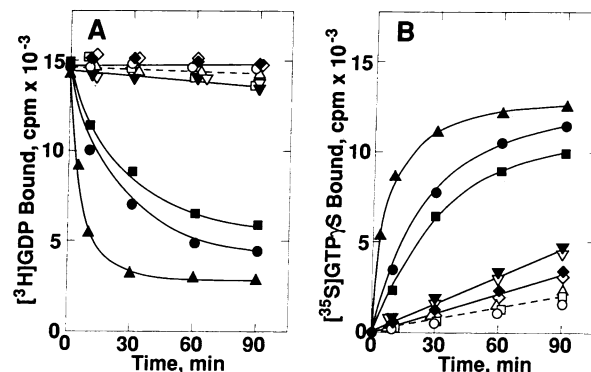 A
[³H]GDP Bound, cpm x 10⁻³
15
10
5
0
0 30 60 90
Time, min
B
[³⁵S]GTPγS Bound, cpm x 10⁻³
15
10
5
0
0 30 60 90
Time, min